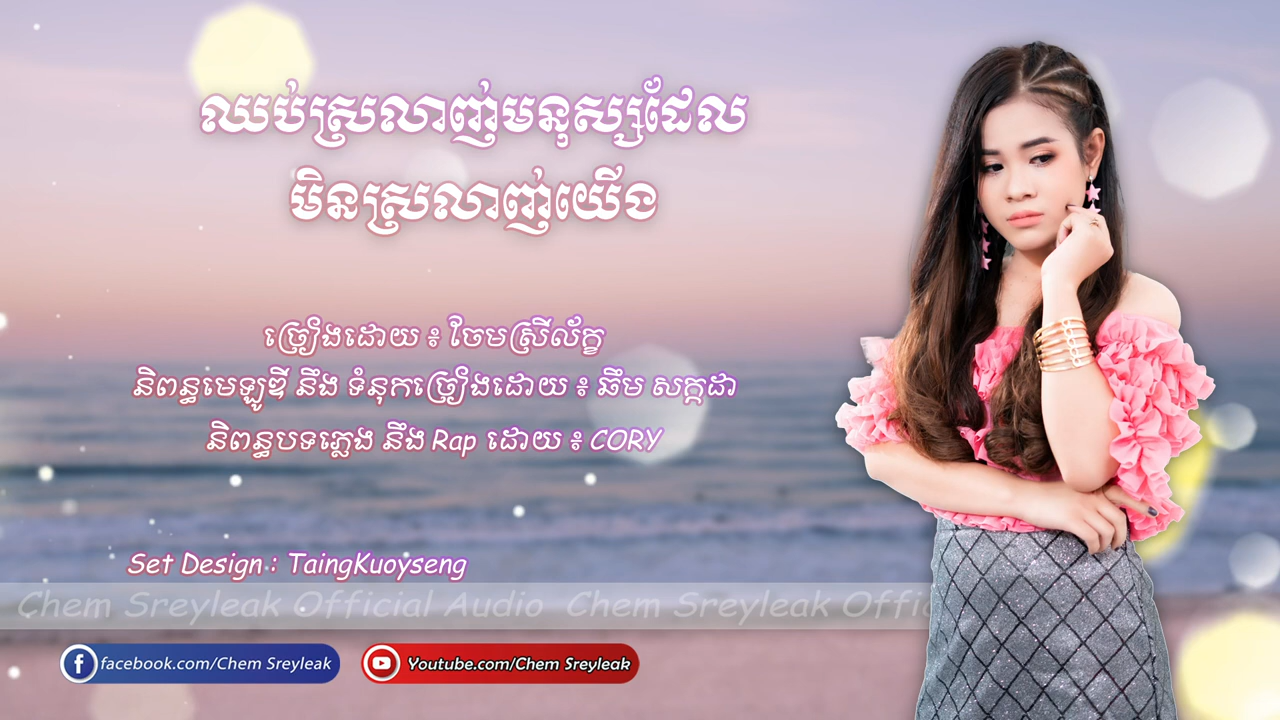 ឈប់ស្រលាញ់មនុស្សដែល
មិនស្រលាញ់យើង
ច្រៀងដោយ ៖ ចែមស្រីល័ក្ខ
និពន្ធមេឡូឌី នឹង ទំនុកច្រៀងដោយ ៖ ឆឹម សក្កដា
និពន្ធបទភ្លេង នឹង Rap ដោយ ៖ CORY
Set Design : TaingKuoyseng
Chem Sreyleak Official Audio Chem Sreyleak Offic
facebook.com/Chem Sreyleak
Youtube.com/Chem Sreyleak